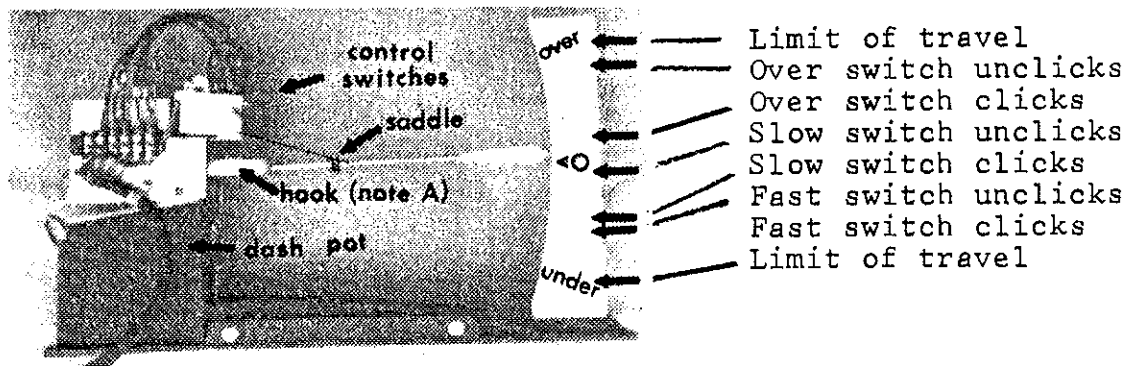 control
switches
saddle
hook (note A)
dash pot
over
O
under
Limit of travel
Over switch unclicks
Over switch clicks
Slow switch unclicks
Slow switch clicks
Fast switch unclicks
Fast switch clicks
Limit of travel